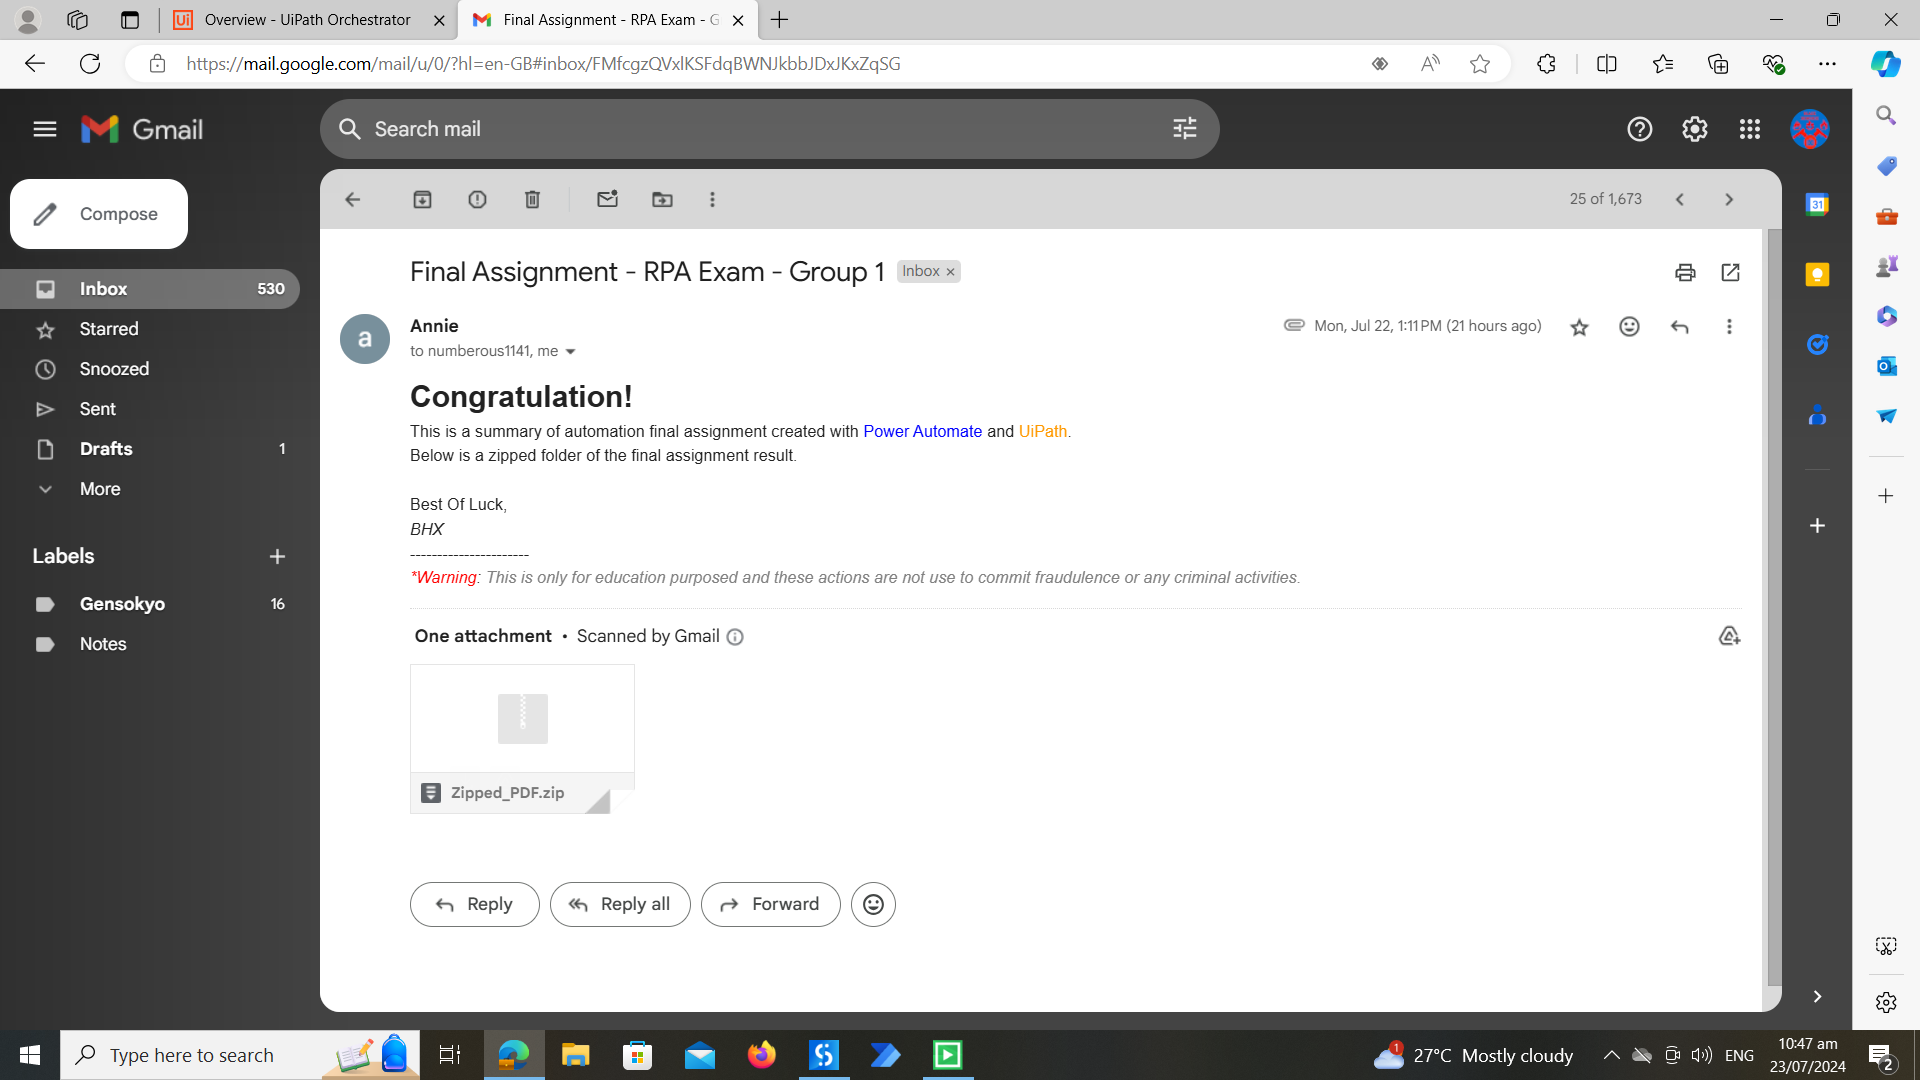 Overview - UiPath Orchestrator
Final Assignment - RPA Exam - G
https://mail.google.com/mail/u/0/?hl=en-GB#inbox/FMfcgzQVxlKSFdqBWNJkbbJDxJKxZqSG
Gmail
Search mail
Compose
25 of 1,673
Inbox 530
Starred
Snoozed
Sent
Drafts 1
More
Labels
Gensokyo 16
Notes
Final Assignment - RPA Exam - Group 1 Inbox ×
a
Annie
Mon, Jul 22, 1:11 PM (21 hours ago)
to numberous1141, me
Congratulation!
This is a summary of automation final assignment created with Power Automate and UiPath.
Below is a zipped folder of the final assignment result.
Best Of Luck,
BHX
----------------------
*Warning: This is only for education purposed and these actions are not use to commit fraudulence or any criminal activities.
One attachment • Scanned by Gmail
Zipped_PDF.zip
Reply
Reply all
Forward
31
Type here to search
1
27°C Mostly cloudy
ENG
10:47 am
23/07/2024
2